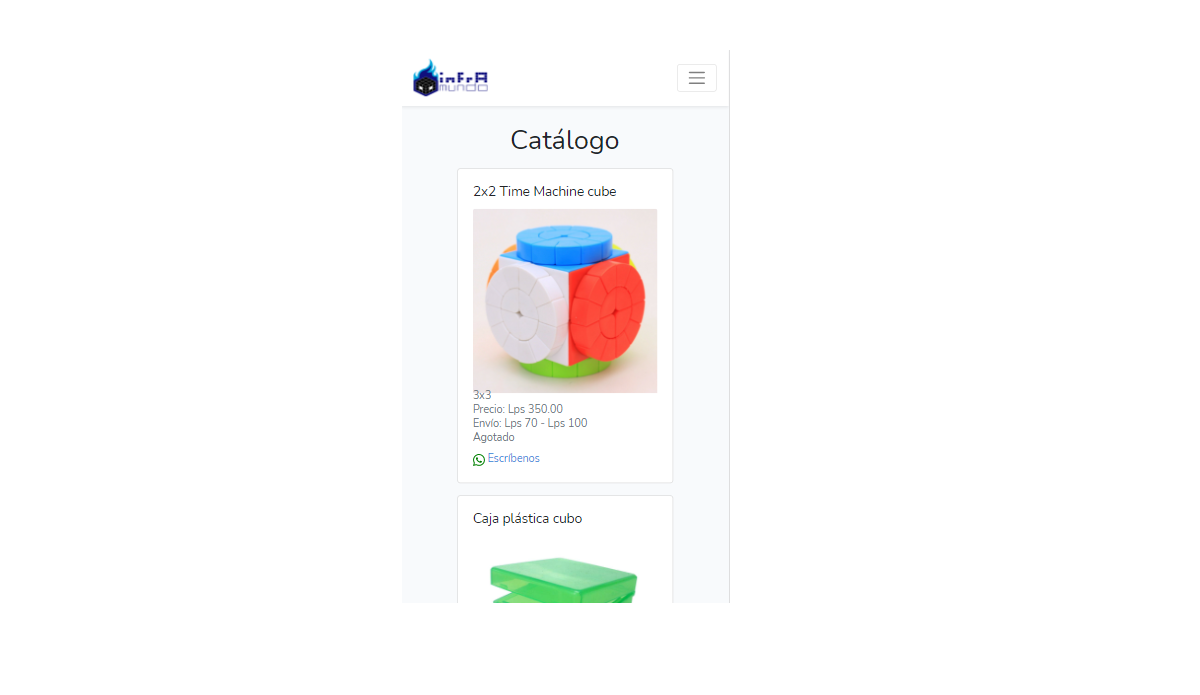 infrA
mundo
Catálogo
2x2 Time Machine cube
3x3
Precio: Lps 350.00
Envío: Lps 70 - Lps 100
Agotado
Escríbenos
Caja plástica cubo